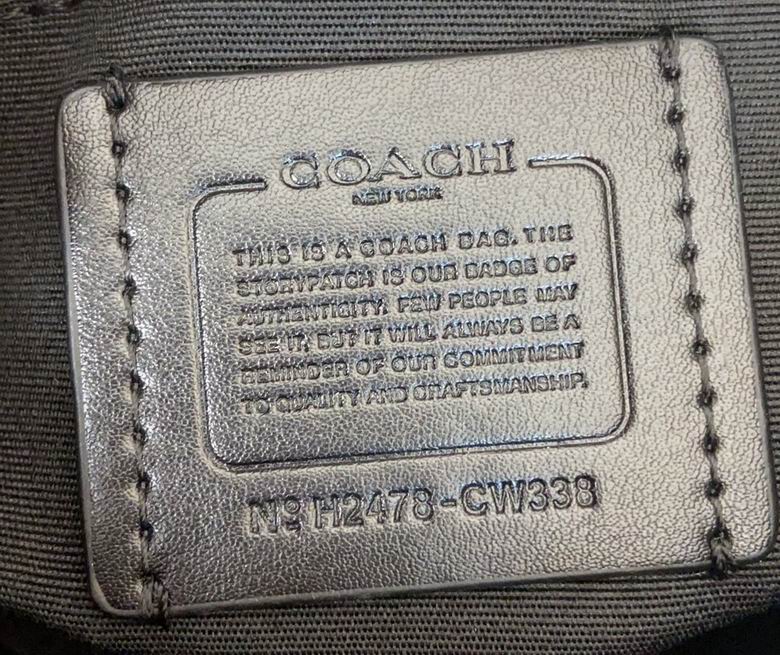 COACH
NEW YORK
THIS IS A COACH BAG. THE
STORYPATCH IS OUR BADGE OF
AUTHENTICITY. FEW PEOPLE MAY
SEE IT, BUT IT WILL ALWAYS BE A
REMINDER OF OUR COMMITMENT
TO QUALITY AND CRAFTSMANSHIP.
Nº H2478-CW338